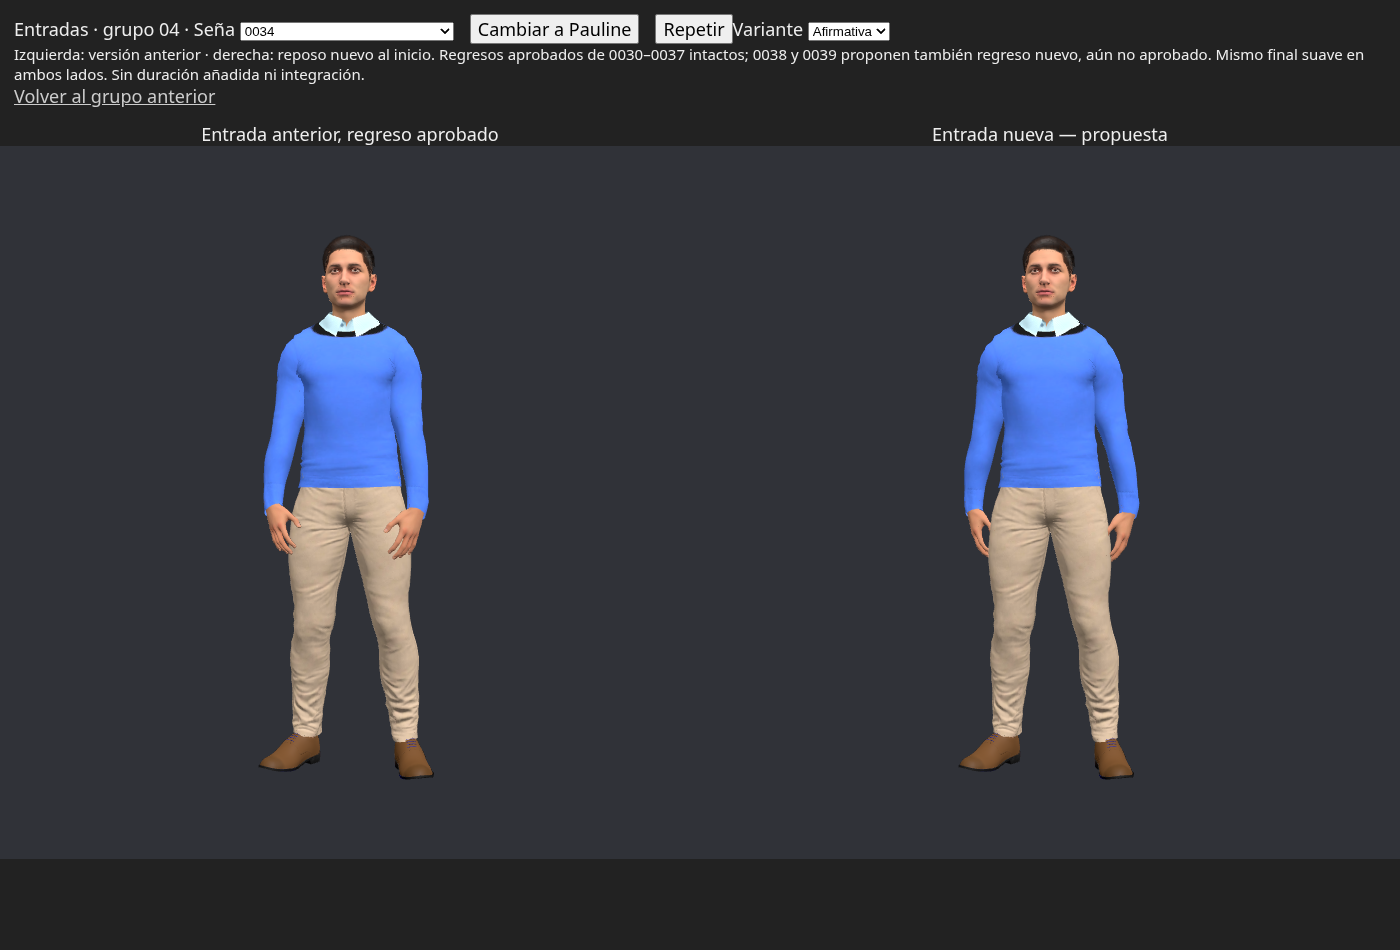 Entradas · grupo 04 · Seña 0034 Cambiar a Pauline Repetir Variante Afirmativa
Izquierda: versión anterior · derecha: reposo nuevo al inicio. Regresos aprobados de 0030–0037 intactos; 0038 y 0039 proponen también regreso nuevo, aún no aprobado. Mismo final suave en
ambos lados. Sin duración añadida ni integración.
Volver al grupo anterior
Entrada anterior, regreso aprobado
Entrada nueva — propuesta